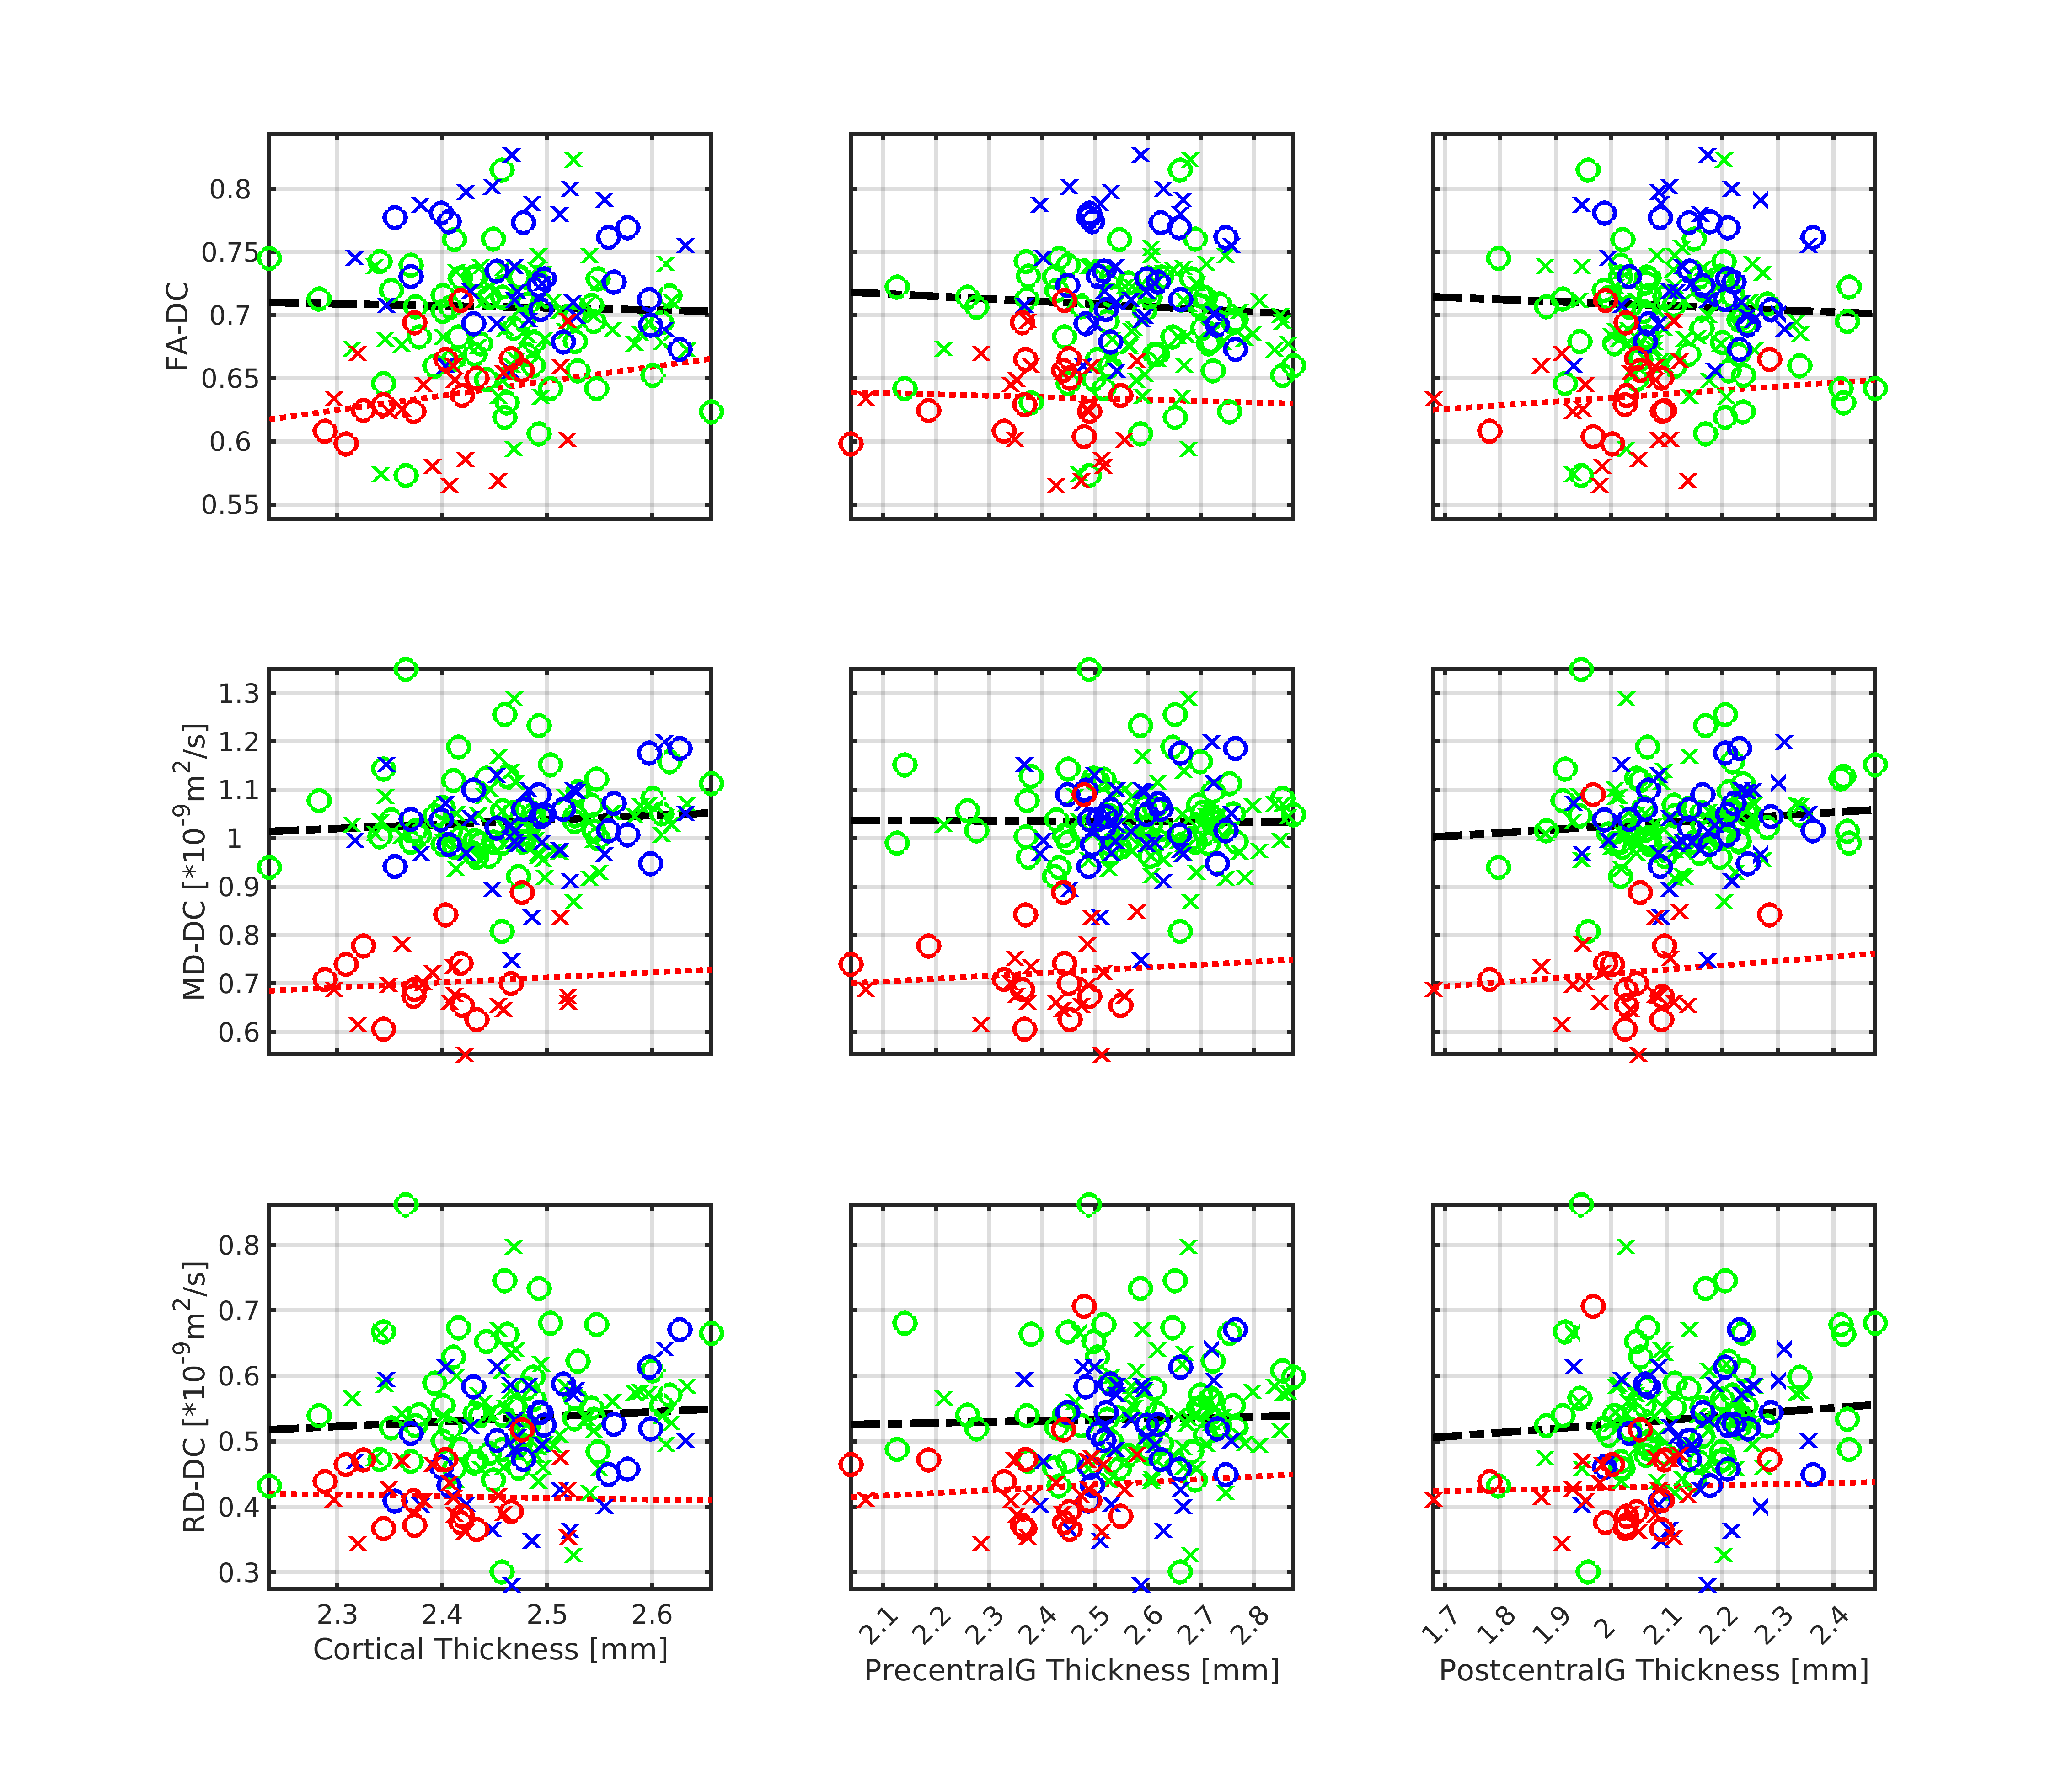 FA-DC
0.8
0.75
0.7
0.65
0.6
0.55
MD-DC [*10⁻⁹m²/s]
1.3
1.2
1.1
1
0.9
0.8
0.7
0.6
RD-DC [*10⁻⁹m²/s]
0.8
0.7
0.6
0.5
0.4
0.3
2.3 2.4 2.5 2.6
Cortical Thickness [mm]
2.1 2.2 2.3 2.4 2.5 2.6 2.7 2.8
PrecentralG Thickness [mm]
1.7 1.8 1.9 2 2.1 2.2 2.3 2.4
PostcentralG Thickness [mm]